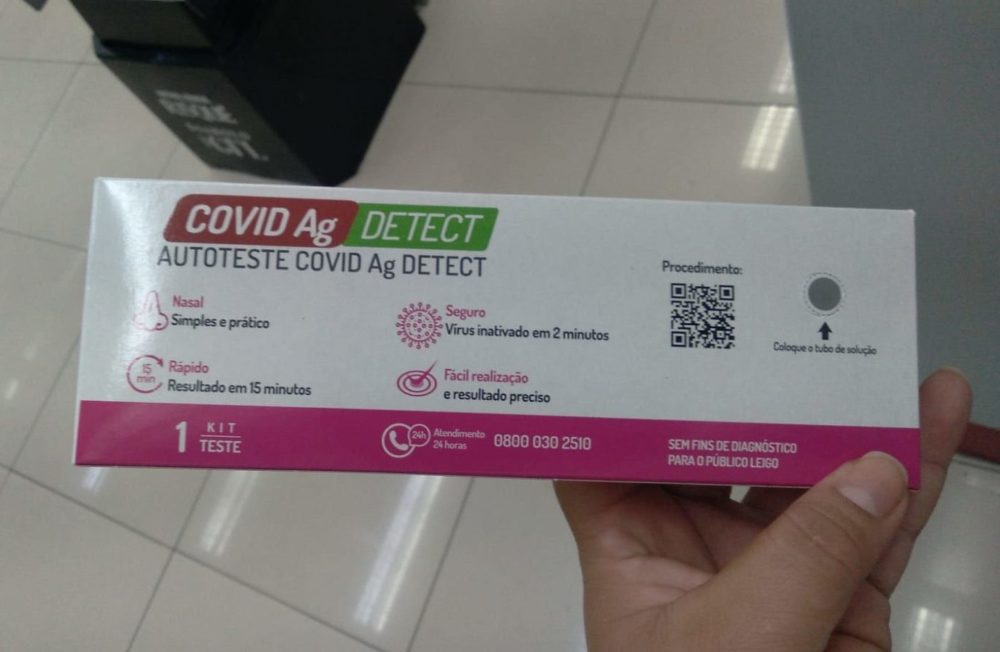 COVID Ag DETECT
AUTOTESTE COVID Ag DETECT
Nasal
Simples e prático
Rápido
15
min
Resultado em 15 minutos
Seguro
Vírus inativado em 2 minutos
Fácil realização
e resultado preciso
Procedimento:
Coloque o tubo de solução
1 KIT
TESTE
24h
Atendimento
24 horas
0800 030 2510
SEM FINS DE DIAGNÓSTICO
PARA O PÚBLICO LEIGO